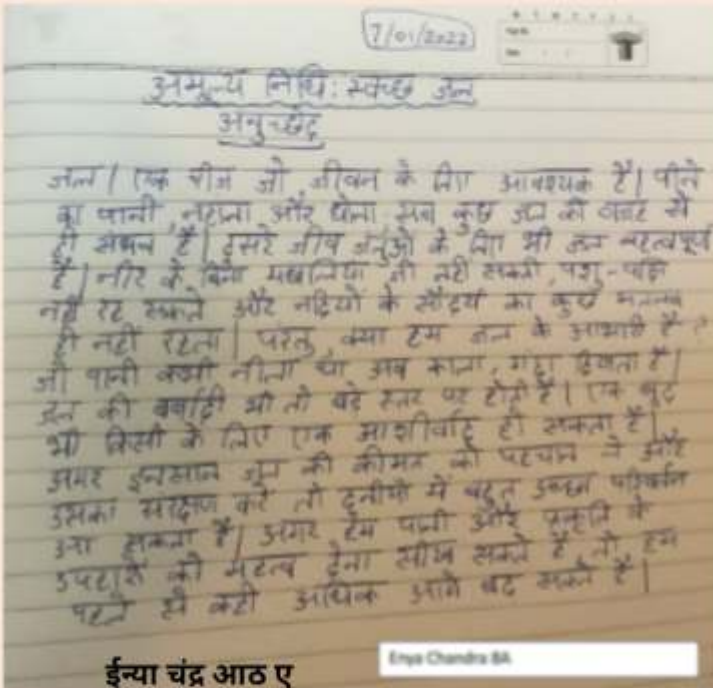 7/01/2022
अमूल्य निधि: स्वच्छ जल
अनुच्छेद
जल | एक चीज जो जीवन के लिए आवश्यक है | पीने
का पानी, नहाना और धोना सब कुछ जल की वजह से
ही संभव है | दूसरे जीव जंतुओं के लिए भी जल महत्वपूर्ण
है | नीर के बिना मछलियाँ जी नहीं सकती, पशु-पक्षी
नहीं रह सकते और नदियों के सौंदर्य का कुछ मतलब
ही नहीं रहता | परंतु, क्या हम जल के आभारी हैं ?
जो पानी कभी नीला था अब काला, गंदा दिखता है |
जल की बर्बादी भी तो बड़े स्तर पर होती है | एक बूंद
भी किसी के लिए एक आशीर्वाद हो सकता है |
अगर इनसान जल की कीमत को पहचान ले और
उसका संरक्षण करे तो में बहुत अच्छा परिवर्तन
आ सकता है | अगर हम पानी और प्रकृति के
उपहारों को महत्व देना सीख सकते हैं, तो हम
पहले से कही अधिक आगे बढ़ सकते हैं |
ईन्या चंद्र आठ ए
Enya Chandra 8A